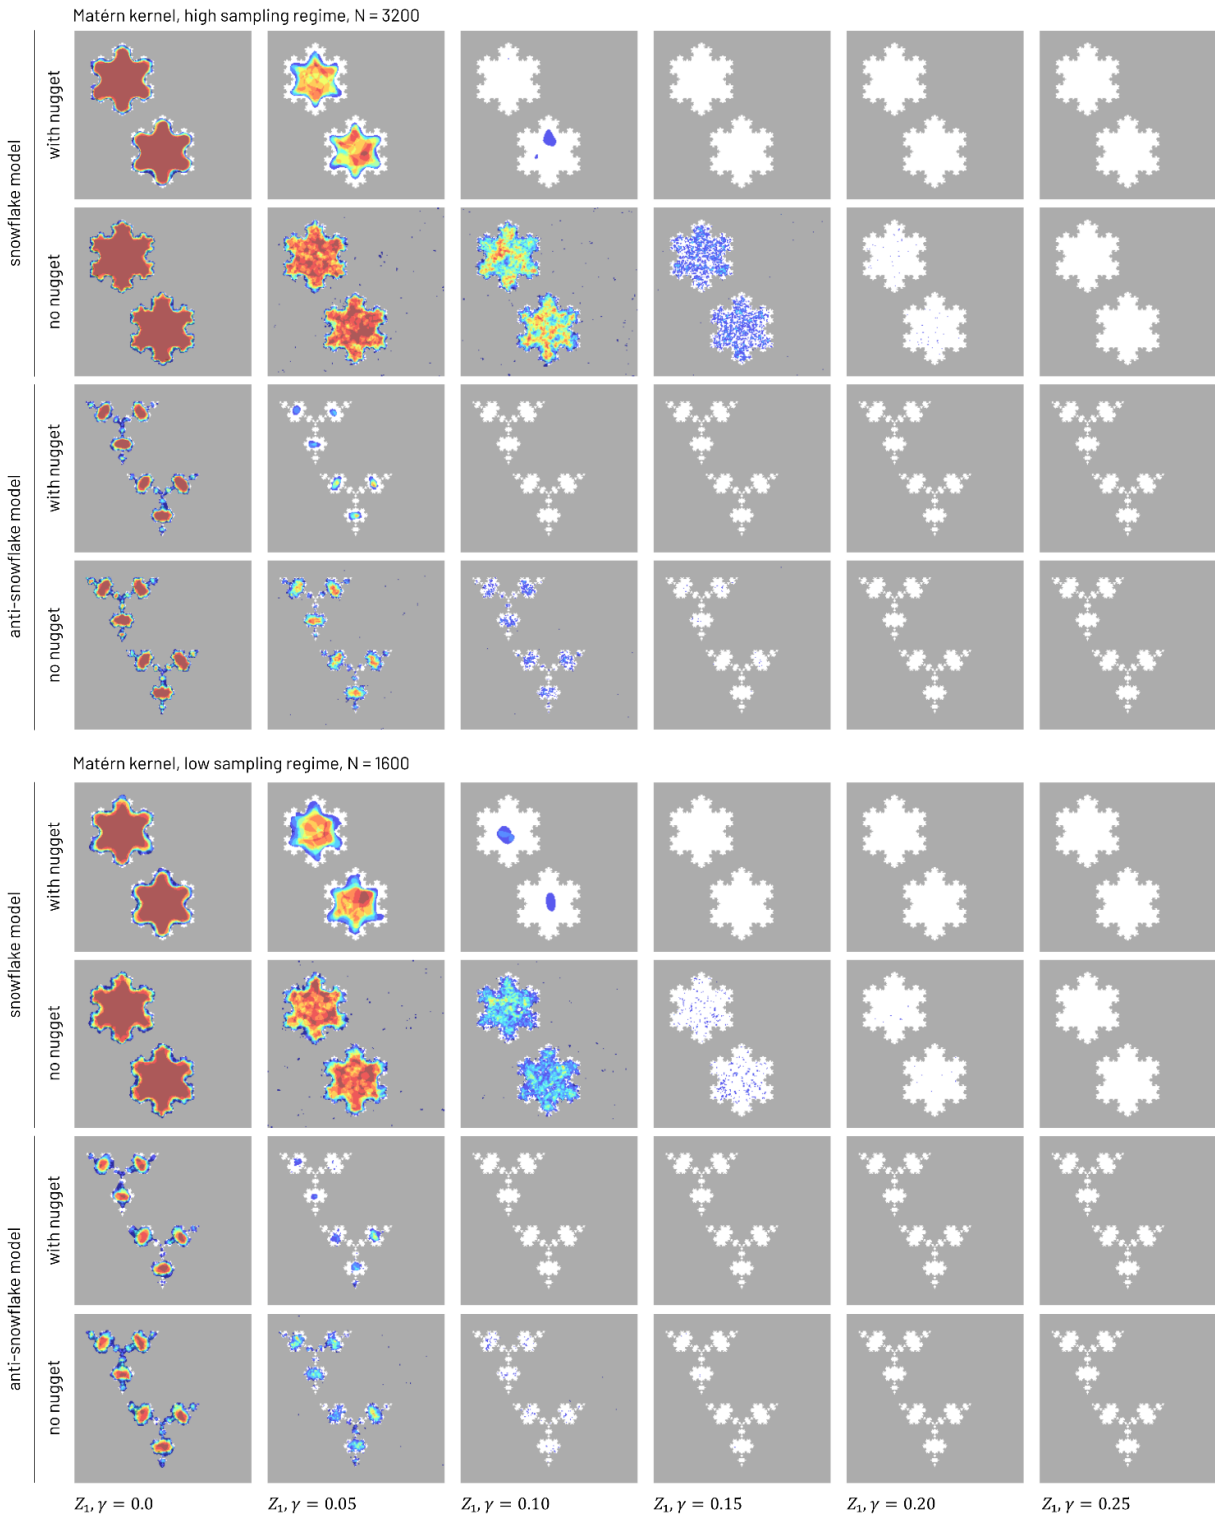 Matérn kernel, high sampling regime, N = 3200
snowflake model
with nugget
no nugget
anti-snowflake model
with nugget
no nugget
Matérn kernel, low sampling regime, N = 1600
snowflake model
with nugget
no nugget
anti-snowflake model
with nugget
no nugget
Z₁, γ = 0.0
Z₁, γ = 0.05
Z₁, γ = 0.10
Z₁, γ = 0.15
Z₁, γ = 0.20
Z₁, γ = 0.25